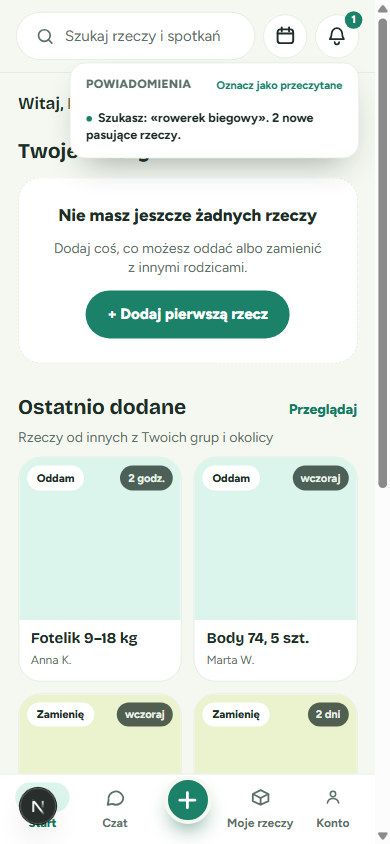 Szukaj rzeczy i spotkań
1
POWIADOMIENIA Oznacz jako przeczytane
Szukasz: «rowerek biegowy». 2 nowe
pasujące rzeczy.
Witaj,
Twoje
Nie masz jeszcze żadnych rzeczy
Dodaj coś, co możesz oddać albo zamienić
z innymi rodzicami.
+ Dodaj pierwszą rzecz
Ostatnio dodane Przeglądaj
Rzeczy od innych z Twoich grup i okolicy
Oddam 2 godz. Oddam wczoraj
Fotelik 9–18 kg Body 74, 5 szt.
Anna K. Marta W.
Zamienię wczoraj Zamienię 2 dni
N
Start Czat Moje rzeczy Konto